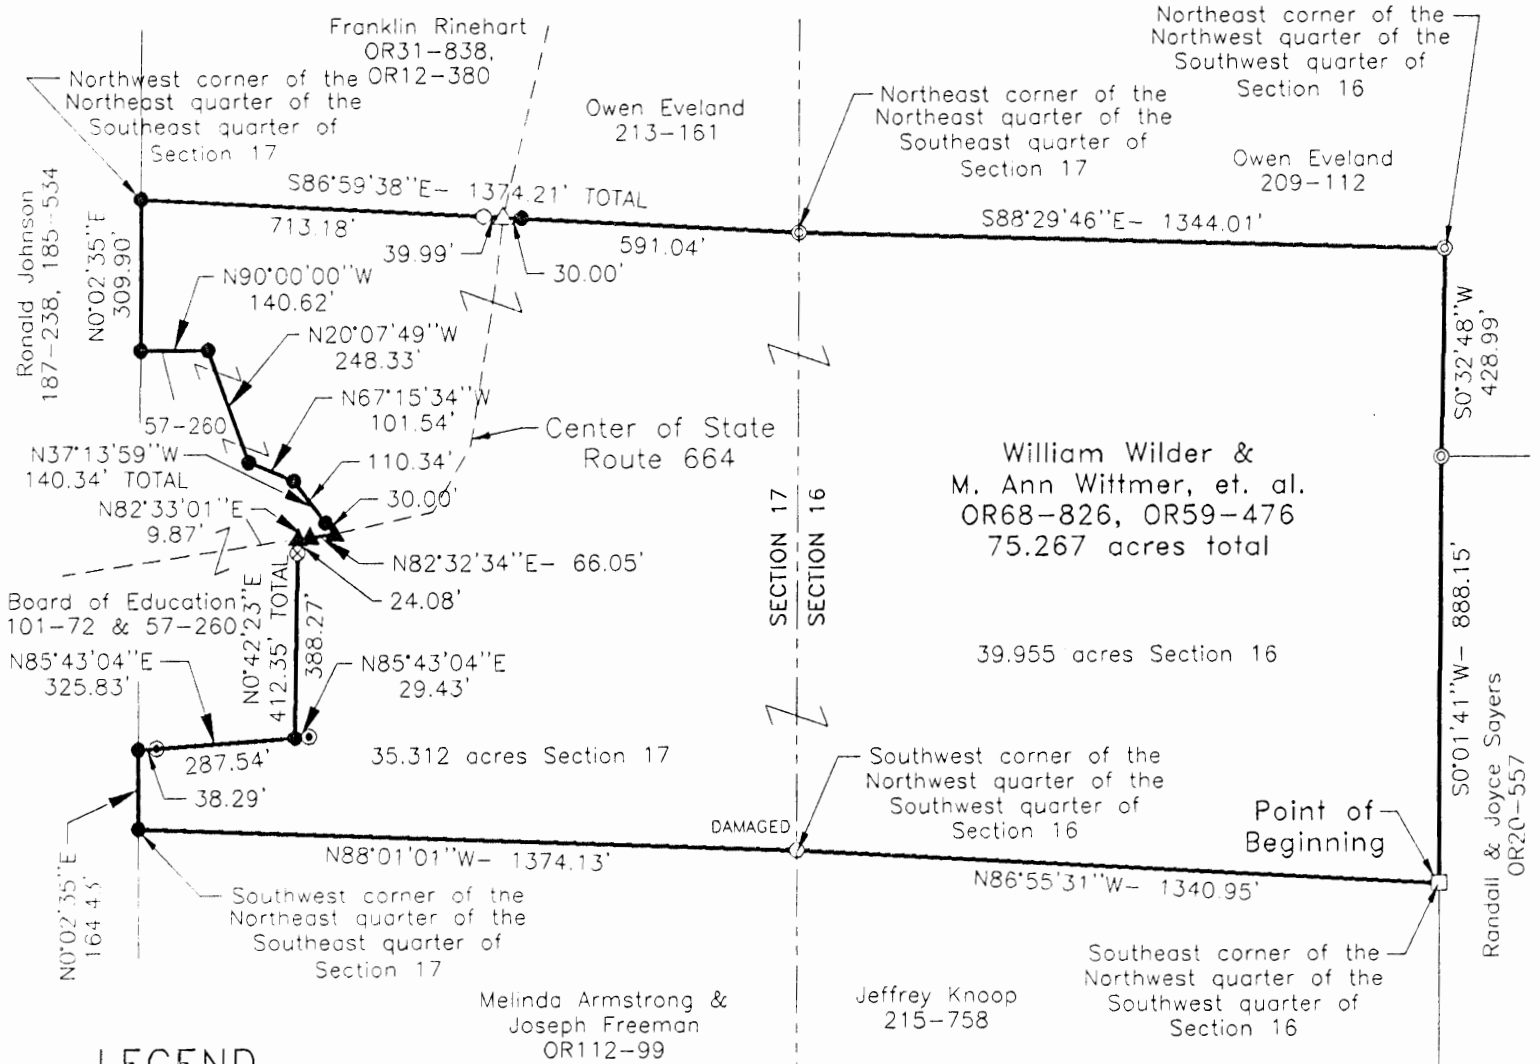 Franklin Rinehart
OR31-838,
OR12-380
Northwest corner of the
Northeast quarter of the
Southeast quarter of
Section 17
Owen Eveland
213-161
Northeast corner of the
Northeast quarter of the
Southeast quarter of
Section 17
Northeast corner of the
Northwest quarter of the
Southwest quarter of
Section 16
Owen Eveland
209-112
S86°59'38"E- 1374.21' TOTAL
713.18'
39.99'
30.00'
591.04'
S88°29'46"E- 1344.01'
Ronald Johnson
187-238, 185-534
N0°02'35"E
309.90'
N90°00'00"W
140.62'
N20°07'49"W
248.33'
57-260
N67°15'34"W
101.54'
N37°13'59"W
140.34' TOTAL
110.34'
30.00'
N82°33'01"E
9.87'
N82°32'34"E- 66.05'
24.08'
Center of State
Route 664
SECTION 17
SECTION 16
William Wilder &
M. Ann Wittmer, et. al.
OR68-826, OR59-476
75.267 acres total
S0°32'48"W
428.99'
39.955 acres Section 16
S0°01'41"W- 888.15'
Randall & Joyce Sayers
OR20-557
Board of Education
101-72 & 57-260
N0°42'23"E
412.35' TOTAL
388.27'
N85°43'04"E
325.83'
N85°43'04"E
29.43'
287.54'
38.29'
35.312 acres Section 17
Southwest corner of the
Northwest quarter of the
Southwest quarter of
Section 16
DAMAGED
Point of
Beginning
N88°01'01"W- 1374.13'
N86°55'31"W- 1340.95'
N0°02'35"E
164.43'
Southwest corner of the
Northeast quarter of the
Southeast quarter of
Section 17
Southeast corner of the
Northwest quarter of the
Southwest quarter of
Section 16
Melinda Armstrong &
Joseph Freeman
OR112-99
Jeffrey Knoop
215-758
LEGEND